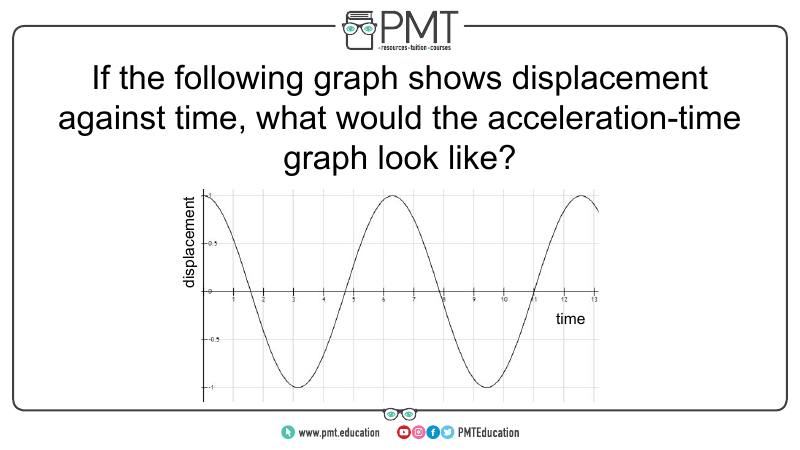 PMT
resources•tuition•courses
If the following graph shows displacement
against time, what would the acceleration-time
graph look like?
displacement
1
0.5
0
-0.5
-1
1 2 3 4 5 6 7 8 9 10 11 12 13
time
www.pmt.education
PMTEducation